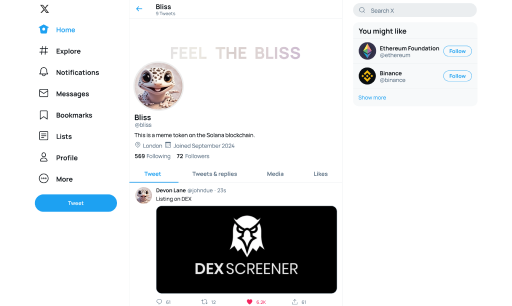 Home
Explore
Notifications
Messages
Bookmarks
Lists
Profile
More
Tweet
Bliss
9 Tweets
FEEL THE BLISS
Bliss
@bliss
This is a meme token on the Solana blockchain.
London Joined September 2024
569 Following 72 Followers
Tweet Tweets & replies Media Likes
Devon Lane @johndue · 23s
Listing on DEX
DEX SCREENER
61 12 6.2K 61
Search X
You might like
Ethereum Foundation
@ethereum
Follow
Binance
@binance
Follow
Show more